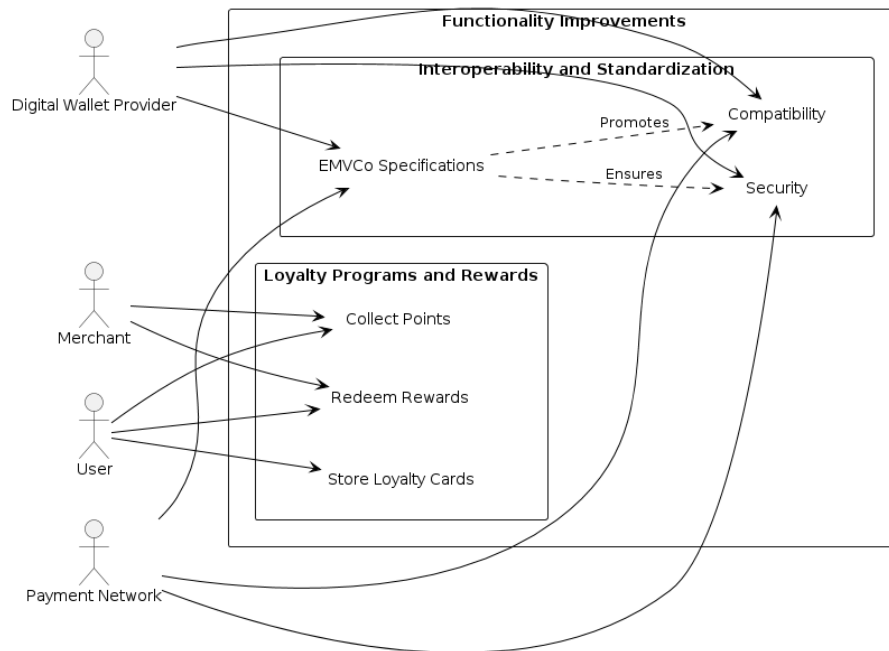 Functionality Improvements
Interoperability and Standardization
Digital Wallet Provider
Compatibility
Promotes
EMVCo Specifications
Ensures
Security
Loyalty Programs and Rewards
Merchant
Collect Points
Redeem Rewards
User
Store Loyalty Cards
Payment Network